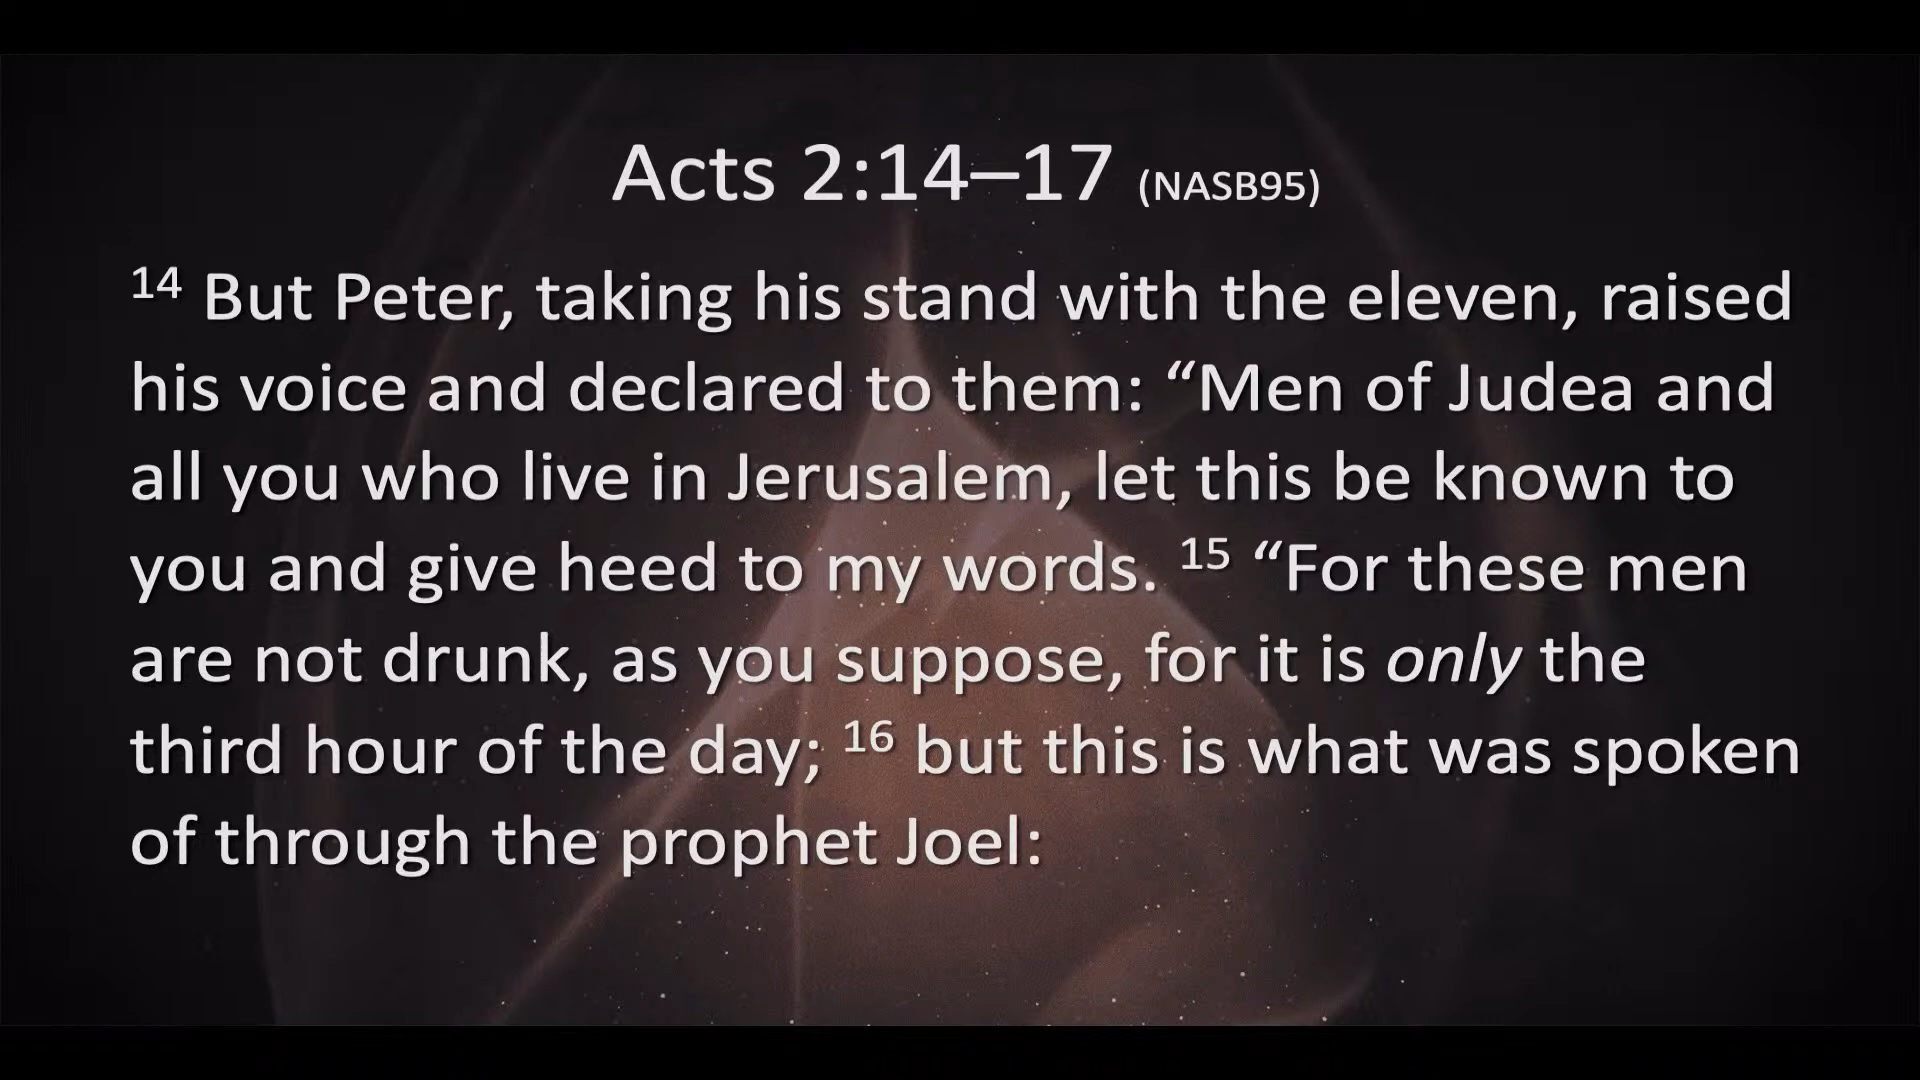 Acts 2:14–17 (NASB95)
14 But Peter, taking his stand with the eleven, raised
his voice and declared to them: “Men of Judea and
all you who live in Jerusalem, let this be known to
you and give heed to my words. 15 “For these men
are not drunk, as you suppose, for it is only the
third hour of the day; 16 but this is what was spoken
of through the prophet Joel: